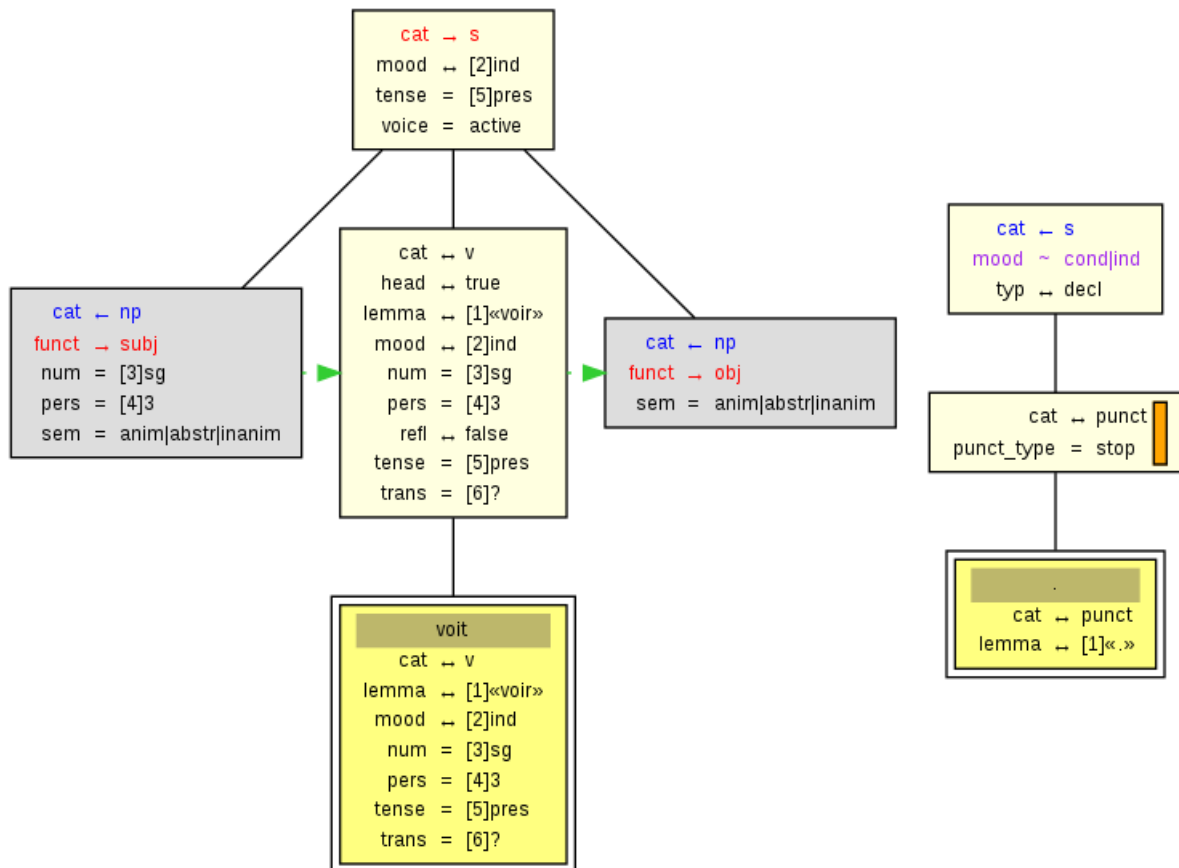 cat → s
mood ↔ [2]ind
tense = [5]pres
voice = active
cat ← np
funct → subj
num = [3]sg
pers = [4]3
sem = anim|abstr|inanim
cat ↔ v
head ↔ true
lemma ↔ [1]«voir»
mood ↔ [2]ind
num = [3]sg
pers = [4]3
refl ↔ false
tense = [5]pres
trans = [6]?
cat ← np
funct → obj
sem = anim|abstr|inanim
voit
cat ↔ v
lemma ↔ [1]«voir»
mood ↔ [2]ind
num = [3]sg
pers = [4]3
tense = [5]pres
trans = [6]?
cat ← s
mood ~ cond|ind
typ ↔ decl
cat ↔ punct
punct_type = stop
.
cat ↔ punct
lemma ↔ [1]«.»